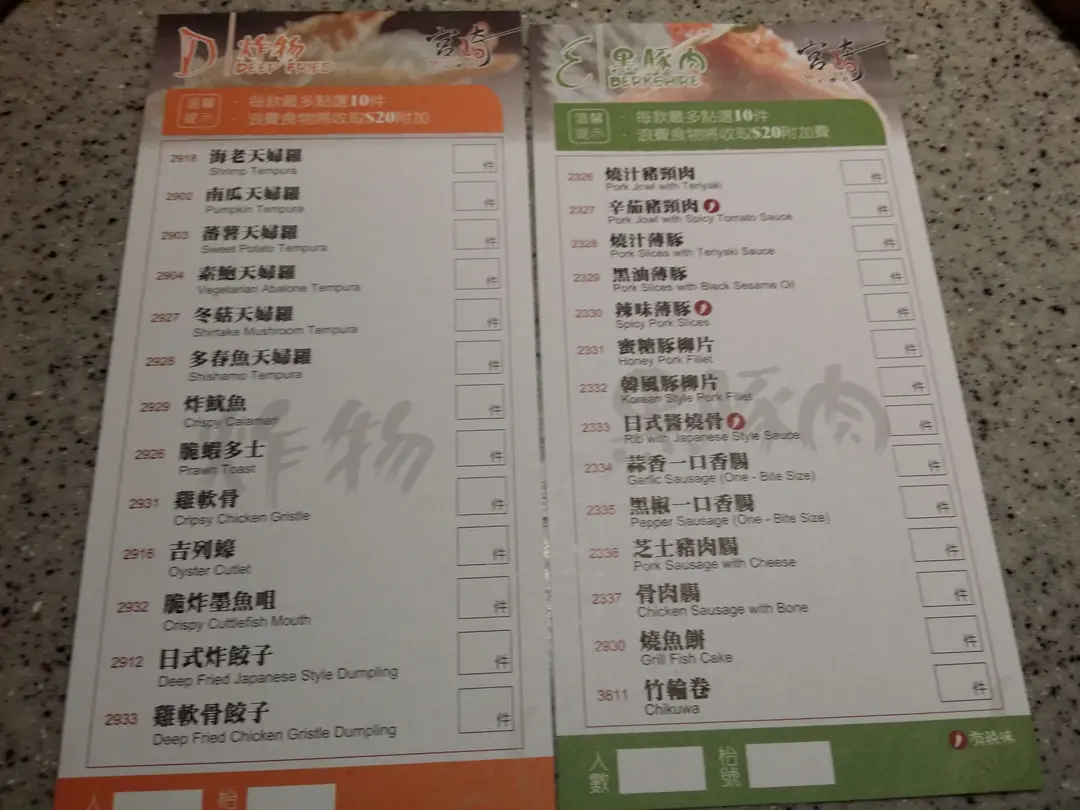 D 炸物
DEEP FRIED
宮崎
溫馨提示
·每款最多點選10件
·浪費食物將收取$20附加
2918 海老天婦羅 件
Shrimp Tempura
2902 南瓜天婦羅 件
Pumpkin Tempura
2903 蕃薯天婦羅 件
Sweet Potato Tempura
2904 素鮑天婦羅 件
Vegetarian Abalone Tempura
2927 冬菇天婦羅 件
Shirtake Mushroom Tempura
2928 多春魚天婦羅 件
Shishamo Tempura
2929 炸魷魚 件
Crispy Calamari
2926 脆蝦多士 件
Prawn Toast
2931 雞軟骨 件
Cripsy Chicken Gristle
2916 吉列蠔 件
Oyster Cutlet
2932 脆炸墨魚咀 件
Crispy Cuttlefish Mouth
2912 日式炸餃子 件
Deep Fried Japanese Style Dumpling
2933 雞軟骨餃子 件
Deep Fried Chicken Gristle Dumpling
炸物
E 黑豚肉
BERKSHIRE
宮崎
溫馨提示
·每款最多點選10件
·浪費食物將收取$20附加費
2326 燒汁豬頸肉 件
Pork Jowl with Teriyaki
2327 辛茄豬頸肉 件
Pork Jowl with Spicy Tomato Sauce
2328 燒汁薄豚 件
Pork Slices with Teriyaki Sauce
2329 黑油薄豚 件
Pork Slices with Black Sesame Oil
2330 辣味薄豚 件
Spicy Pork Slices
2331 蜜糖豚柳片 件
Honey Pork Fillet
2332 韓風豚柳片 件
Korean Style Pork Fillet
2333 日式醬燒骨 件
Rib with Japanese Style Sauce
2334 蒜香一口香腸 件
Garlic Sausage (One - Bite Size)
2335 黑椒一口香腸 件
Pepper Sausage (One - Bite Size)
2336 芝士豬肉腸 件
Pork Sausage with Cheese
2337 骨肉腸 件
Chicken Sausage with Bone
2930 燒魚餅 件
Grill Fish Cake
3811 竹輪卷 件
Chikuwa
黑豚肉
人數 枱號
有辣味